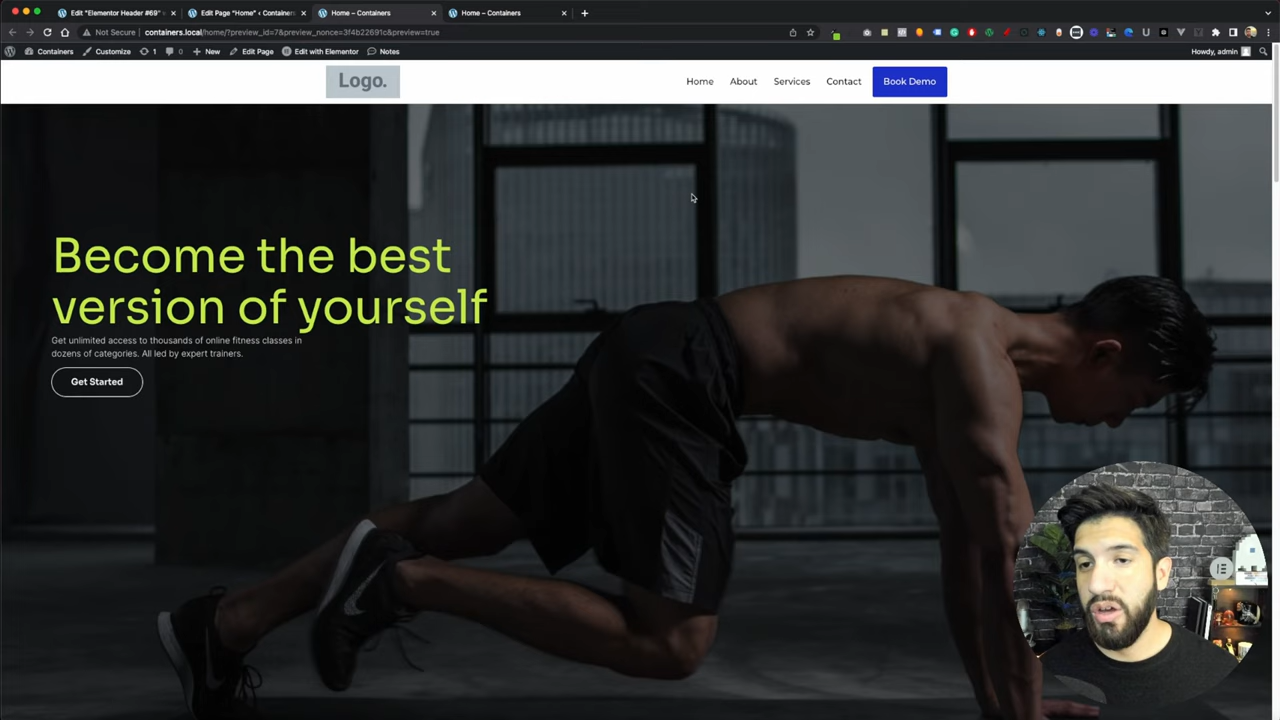 Edit "Elementor Header #69"
Edit Page "Home" ‹ Container
Home – Containers
Home – Containers
Not Secure
containers.local/home/?preview_id=7&preview_nonce=3f4b22691c&preview=true
Containers
Customize
1
0
New
Edit Page
Edit with Elementor
Notes
Howdy, admin
Logo.
Home
About
Services
Contact
Book Demo
Become the best
version of yourself
Get unlimited access to thousands of online fitness classes in
dozens of categories. All led by expert trainers.
Get Started